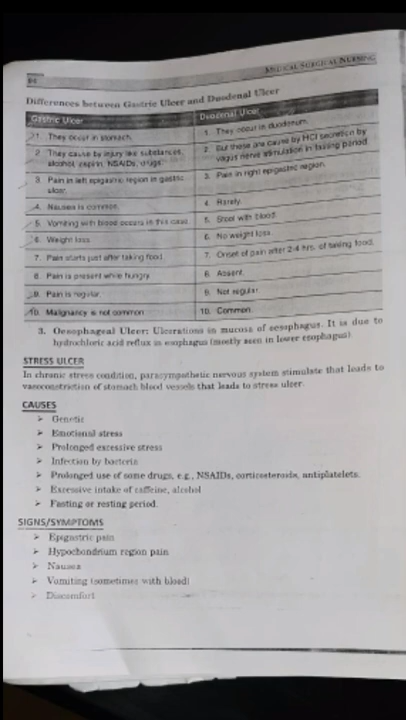 MEDICAL SURGICAL NURSING
Differences between Gastric Ulcer and Duodenal Ulcer
Gastric Ulcer
Duodenal Ulcer
1. They occur in stomach.
1. They occur in duodenum.
2. They cause by injury like substances, alcohol, aspirin, NSAIDs, drugs.
2. But these are cause by HCl secretion by vagus nerve stimulation in fasting period.
3. Pain in left epigastric region in gastric ulcer.
3. Pain in right epigastric region.
4. Nausea is common.
4. Rarely.
5. Vomiting with blood occurs in this case.
5. Stool with blood.
6. Weight loss.
6. No weight loss.
7. Pain starts just after taking food.
7. Onset of pain after 2-4 hrs. of taking food.
8. Pain is present while hungry.
8. Absent.
9. Pain is regular.
9. Not regular.
10. Malignancy is not common.
10. Common.
3. Oesophageal Ulcer: Ulcerations in mucosa of oesophagus. It is due to
hydrochloric acid reflux in esophagus (mostly seen in lower esophagus).
STRESS ULCER
In chronic stress condition, parasympathetic nervous system stimulate that leads to
vasoconstriction of stomach blood vessels that leads to stress ulcer.
CAUSES
➢ Genetic
➢ Emotional stress
➢ Prolonged excessive stress
➢ Infection by bacteria
➢ Prolonged use of some drugs, e.g., NSAIDs, corticosteroids, antiplatelets.
➢ Excessive intake of caffeine, alcohol
➢ Fasting or resting period.
SIGNS/SYMPTOMS
➢ Epigastric pain
➢ Hypochondrium region pain
➢ Nausea
➢ Vomiting (sometimes with blood)
➢ Discomfort